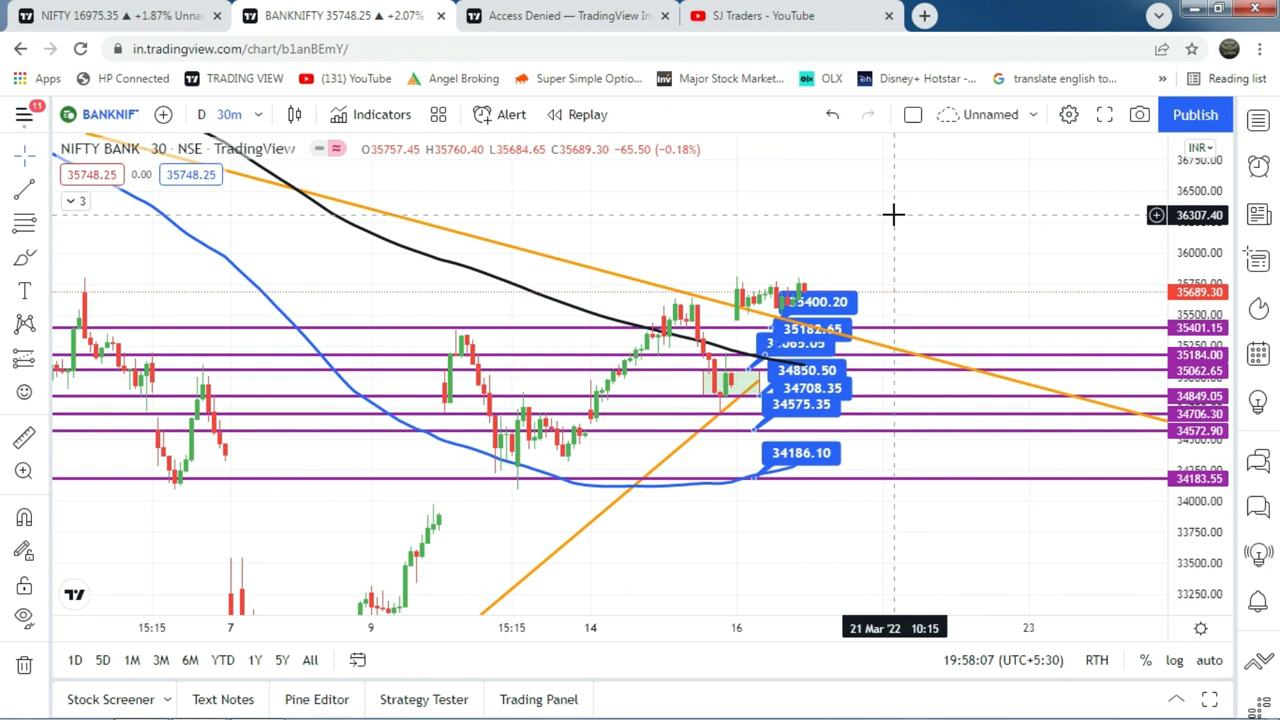 NIFTY 16975.35 ▲ +1.87% Unna
BANKNIFTY 35748.25 ▲ +2.07%
Access Denied — TradingView In
SJ Traders - YouTube
in.tradingview.com/chart/b1anBEmY/
Apps
HP Connected
TRADING VIEW
(131) YouTube
Angel Broking
Super Simple Optio...
Major Stock Market...
OLX
Disney+ Hotstar -...
translate english to...
»
Reading list
11
BANKNIF
D
30m
Indicators
Alert
Replay
Unnamed
Publish
NIFTY BANK · 30 · NSE · TradingView
O35757.45 H35760.40 L35684.65 C35689.30 −65.50 (−0.18%)
INR
35748.25
0.00
35748.25
3
36750.00
36500.00
36307.40
36000.00
35689.30
35500.00
35401.15
35184.00
35062.65
34849.05
34706.30
34572.90
34183.55
34000.00
33750.00
33500.00
33250.00
35400.20
35182.65
34850.50
34708.35
34575.35
34186.10
15:15
7
9
15:15
14
16
21 Mar '22 10:15
23
1D
5D
1M
3M
6M
YTD
1Y
5Y
All
19:58:07 (UTC+5:30)
RTH
%
log
auto
Stock Screener
Text Notes
Pine Editor
Strategy Tester
Trading Panel